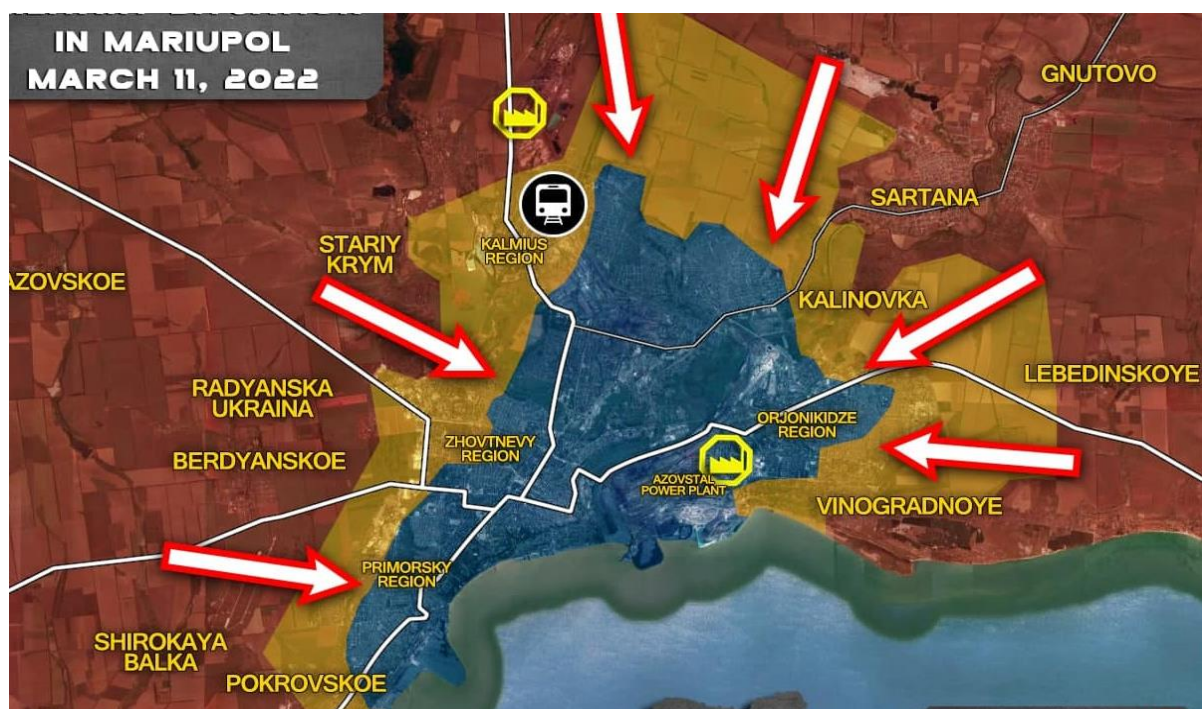 IN MARIUPOL
MARCH 11, 2022
GNUTOVO
SARTANA
KALMIUS
REGION
STARIY
KRYM
AZOVSKOE
KALINOVKA
LEBEDINSKOYE
RADYANSKA
UKRAINA
ORJONIKIDZE
REGION
ZHOVTNEVY
REGION
BERDYANSKOE
AZOVSTAL
POWER PLANT
VINOGRADNOYE
PRIMORSKY
REGION
SHIROKAYA
BALKA
POKROVSKOE